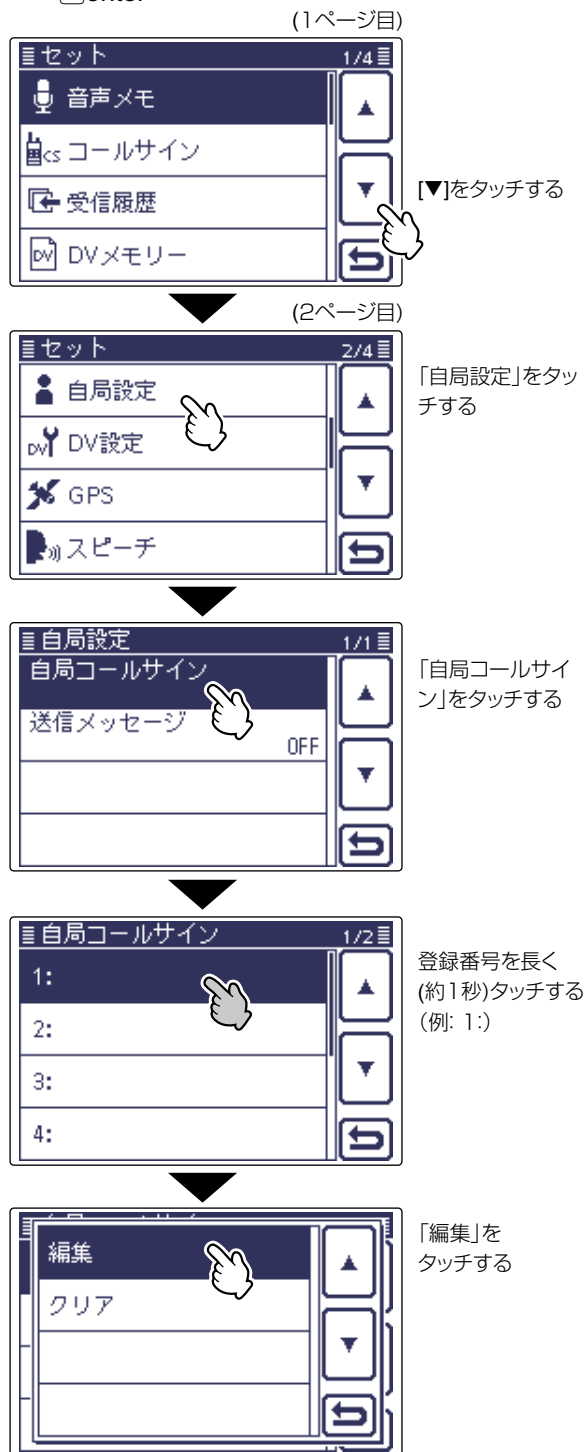 (1ページ目)
セット 1/4
音声メモ
CS コールサイン
受信履歴
DV DVメモリー
[▼]をタッチする
(2ページ目)
セット 2/4
自局設定
DV DV設定
GPS
スピーチ
「自局設定」をタッ
チする
自局設定 1/1
自局コールサイン
送信メッセージ
OFF
「自局コールサイ
ン」をタッチする
自局コールサイン 1/2
1:
2:
3:
4:
登録番号を長く
(約1秒)タッチする
(例: 1:)
編集
クリア
「編集」を
タッチする